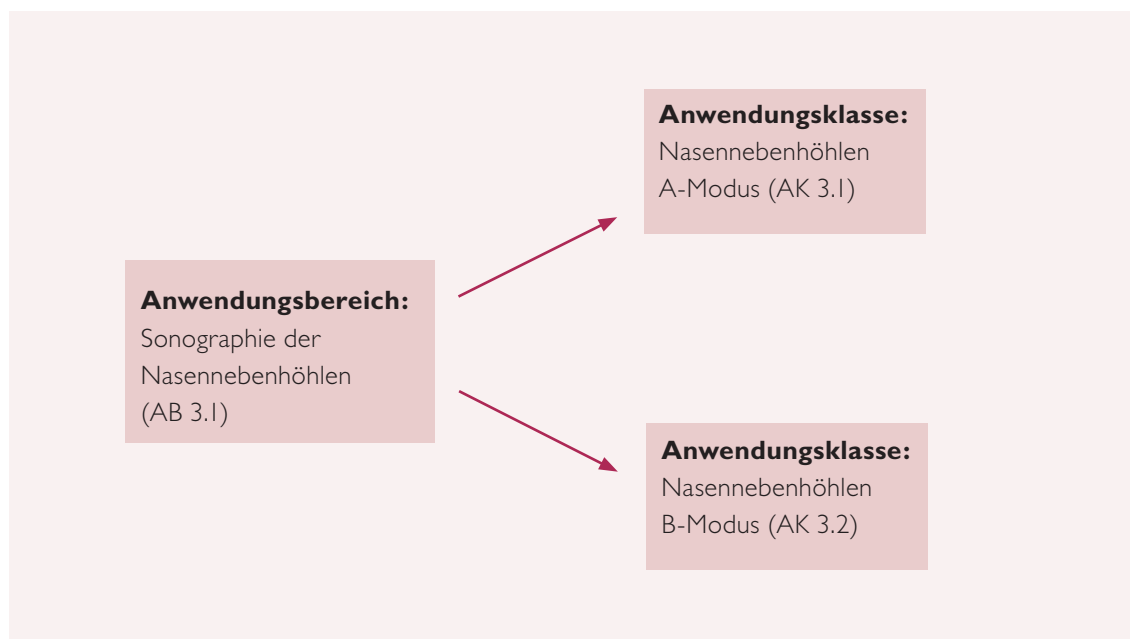 Anwendungsbereich:
Sonographie der
Nasennebenhöhlen
(AB 3.1)
Anwendungsklasse:
Nasennebenhöhlen
A-Modus (AK 3.1)
Anwendungsklasse:
Nasennebenhöhlen
B-Modus (AK 3.2)